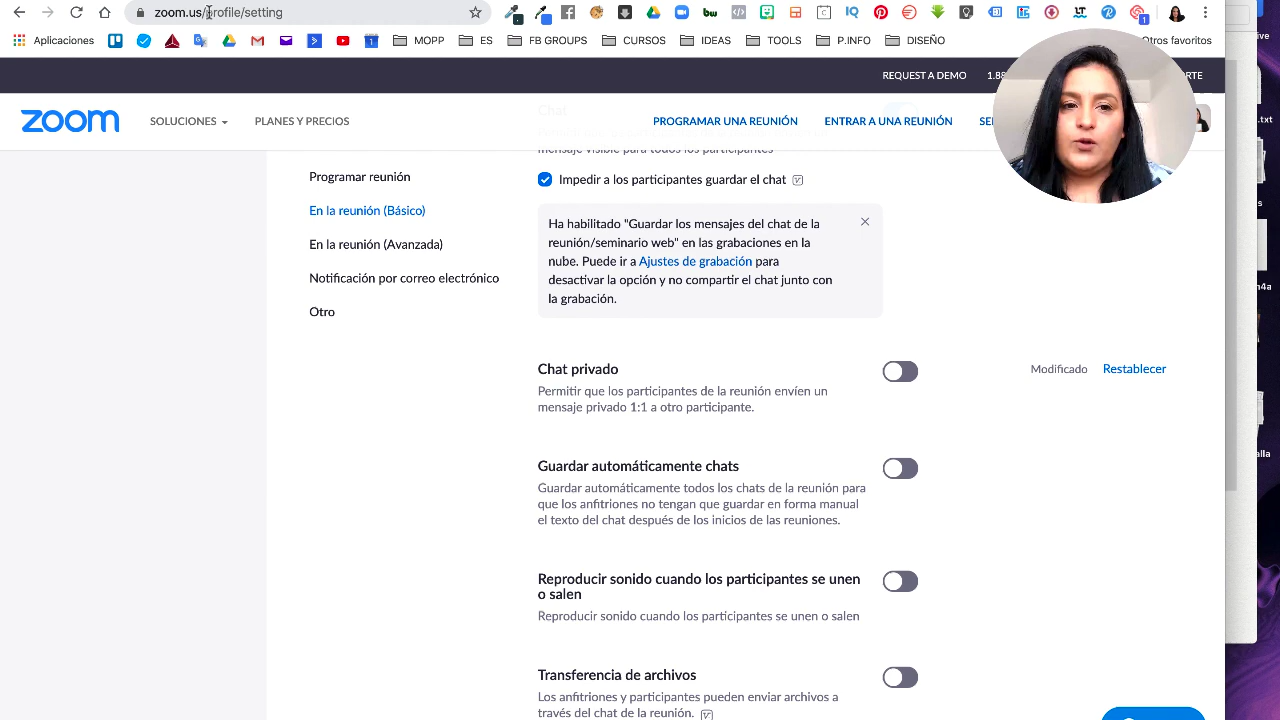 zoom.us/profile/setting
1
Aplicaciones
1
MOPP
ES
FB GROUPS
CURSOS
IDEAS
TOOLS
P.INFO
DISEÑO
Otros favoritos
REQUEST A DEMO
zoom
SOLUCIONES
PLANES Y PRECIOS
PROGRAMAR UNA REUNIÓN
ENTRAR A UNA REUNIÓN
Chat
mensaje visible para todos los participantes
Programar reunión
En la reunión (Básico)
En la reunión (Avanzada)
Notificación por correo electrónico
Otro
Impedir a los participantes guardar el chat
Ha habilitado "Guardar los mensajes del chat de la
reunión/seminario web" en las grabaciones en la
nube. Puede ir a Ajustes de grabación para
desactivar la opción y no compartir el chat junto con
la grabación.
Chat privado
Modificado Restablecer
Permitir que los participantes de la reunión envíen un
mensaje privado 1:1 a otro participante.
Guardar automáticamente chats
Guardar automáticamente todos los chats de la reunión para
que los anfitriones no tengan que guardar en forma manual
el texto del chat después de los inicios de las reuniones.
Reproducir sonido cuando los participantes se unen
o salen
Reproducir sonido cuando los participantes se unen o salen
Transferencia de archivos
Los anfitriones y participantes pueden enviar archivos a
través del chat de la reunión.